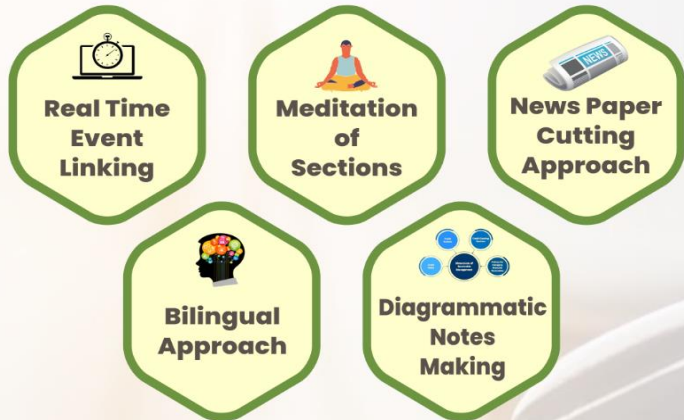 Real Time
Event
Linking
Meditation
of
Sections
NEWS
News Paper
Cutting
Approach
Bilingual
Approach
Diagrammatic
Notes
Making